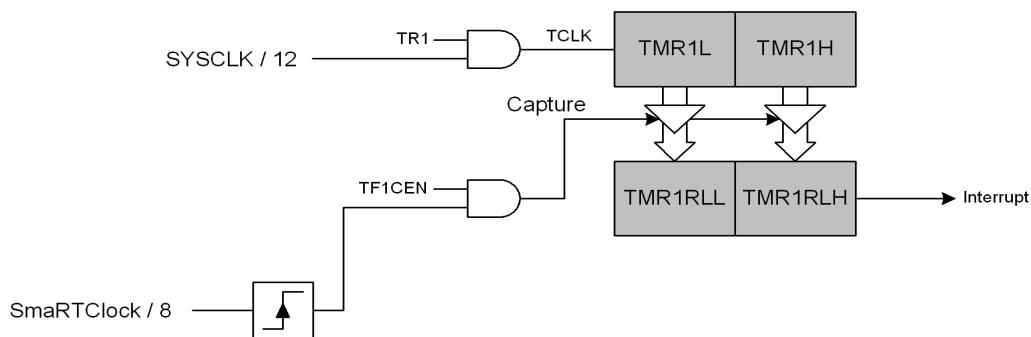 TR1
TCLK
TMR1L
TMR1H
SYSCLK / 12
Capture
TF1CEN
TMR1RLL
TMR1RLH
Interrupt
SmaRTClock / 8